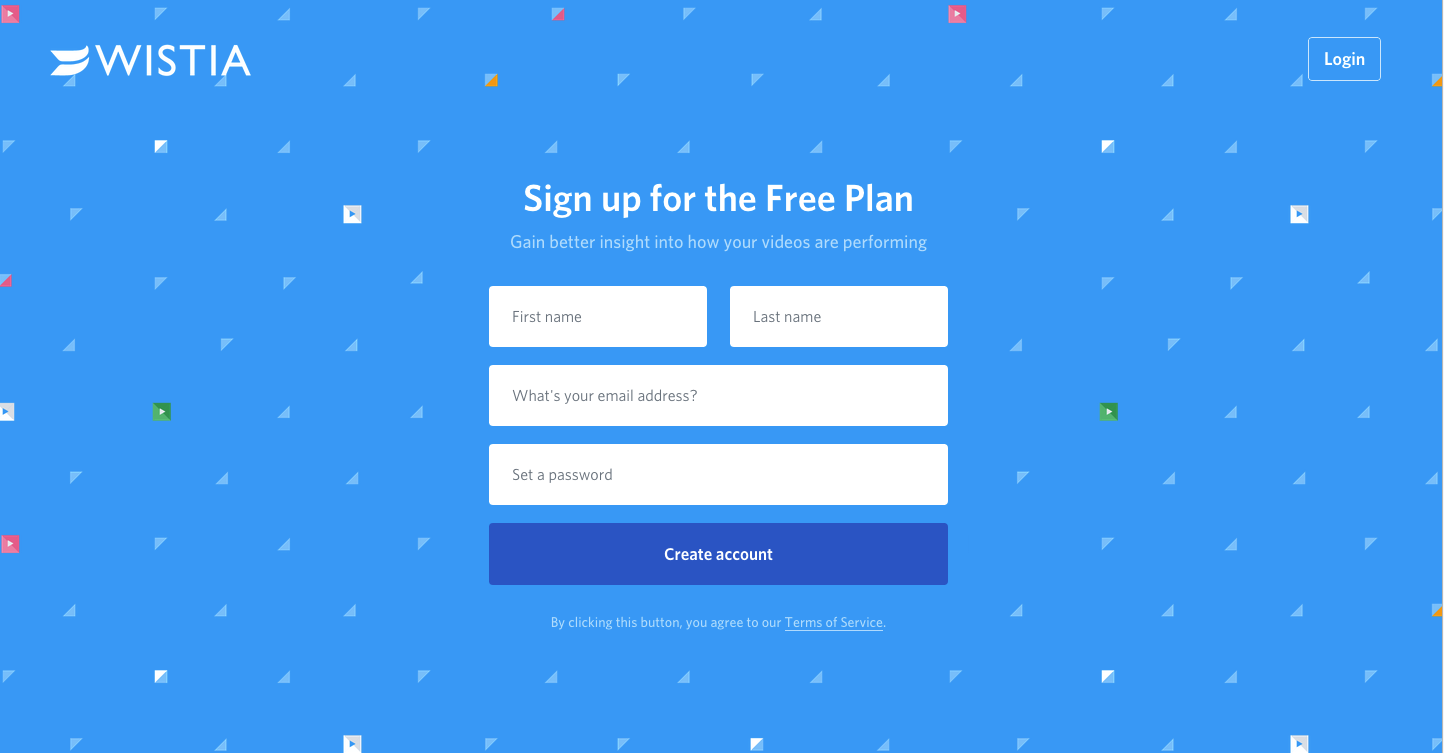 WISTIA
Login
Sign up for the Free Plan
Gain better insight into how your videos are performing
First name
Last name
What's your email address?
Set a password
Create account
By clicking this button, you agree to our Terms of Service.